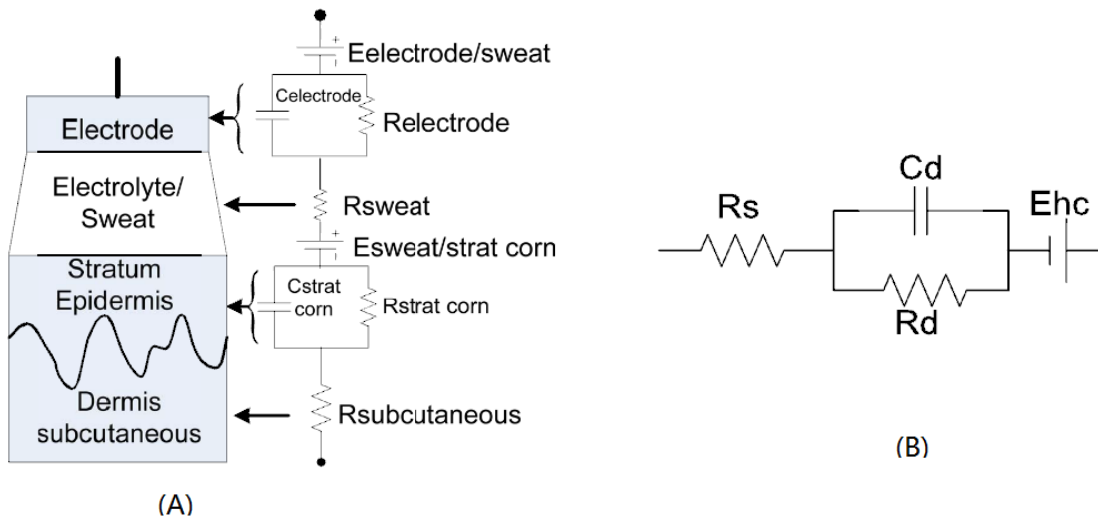 Eelectrode/sweat
Celectrode
Relectrode
Electrode
Electrolyte/
Sweat
Rsweat
Esweat/strat corn
Stratum
Epidermis
Cstrat
corn
Rstrat corn
Dermis
subcutaneous
Rsubcutaneous
(A)
Rs
Cd
Rd
Ehc
(B)